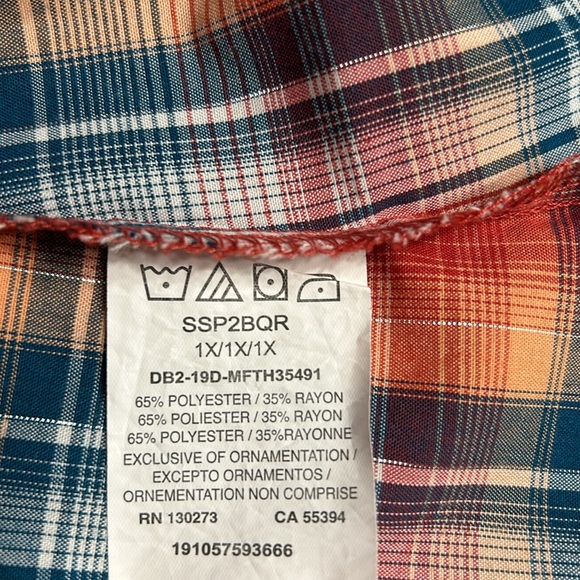 SSP2BQR
1X/1X/1X
DB2-19D-MFTH35491
65% POLYESTER / 35% RAYON
65% POLIESTER / 35% RAYON
65% POLYESTER / 35%RAYONNE
EXCLUSIVE OF ORNAMENTATION /
EXCEPTO ORNAMENTOS /
ORNEMENTATION NON COMPRISE
RN 130273 CA 55394
191057593666